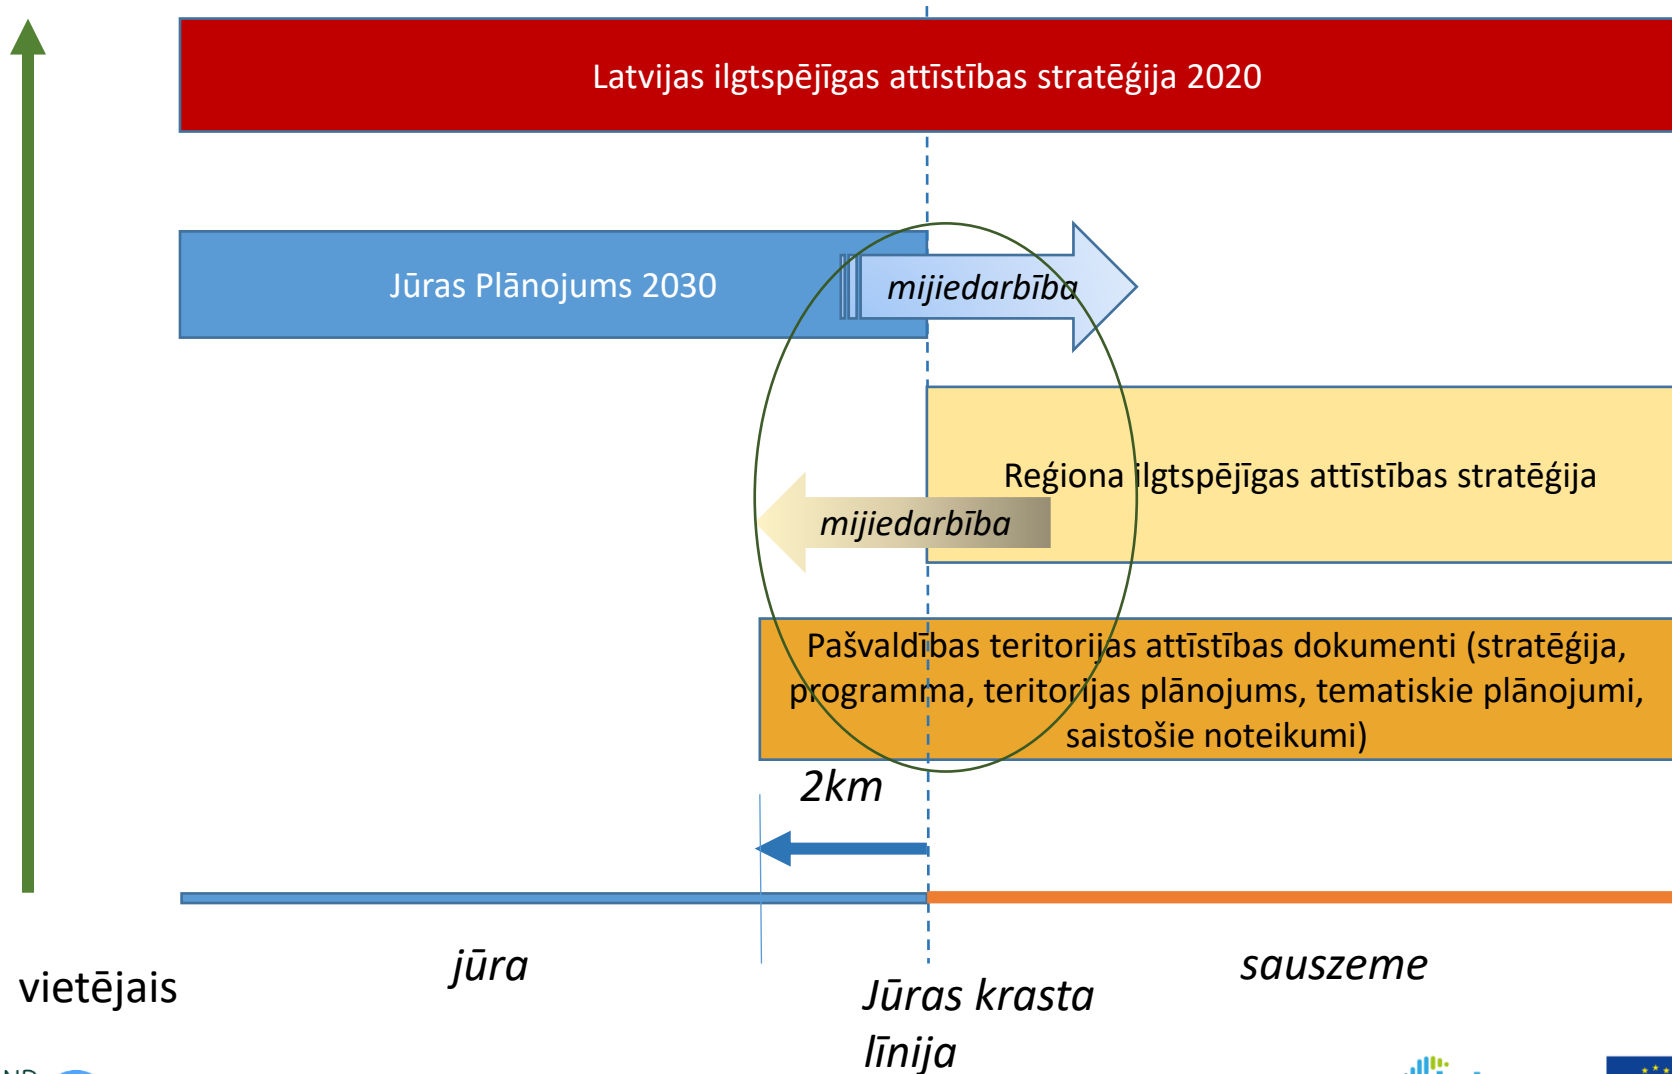 Latvijas ilgtspējīgas attīstības stratēģija 2020
Jūras Plānojums 2030
mijiedarbība
Reģiona ilgtspējīgas attīstības stratēģija
mijiedarbība
Pašvaldības teritorijas attīstības dokumenti (stratēģija,
programma, teritorijas plānojums, tematiskie plānojumi,
saistošie noteikumi)
2km
jūra
sauszeme
vietējais
Jūras krasta
līnija